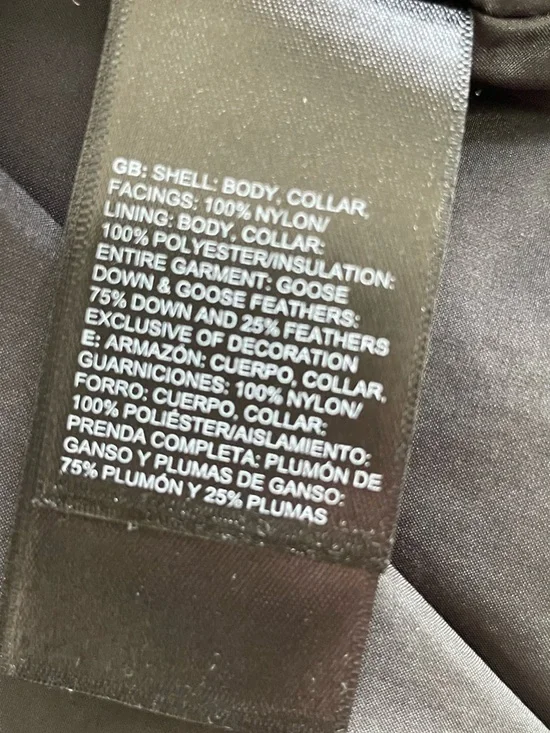 GB: SHELL: BODY, COLLAR,
FACINGS: 100% NYLON/
LINING: BODY, COLLAR:
100% POLYESTER/INSULATION:
ENTIRE GARMENT: GOOSE
DOWN & GOOSE FEATHERS:
75% DOWN AND 25% FEATHERS
EXCLUSIVE OF DECORATION
E: ARMAZÓN: CUERPO, COLLAR,
GUARNICIONES: 100% NYLON/
FORRO: CUERPO, COLLAR:
100% POLIÉSTER/AISLAMIENTO:
PRENDA COMPLETA: PLUMÓN DE
GANSO Y PLUMAS DE GANSO:
75% PLUMÓN Y 25% PLUMAS